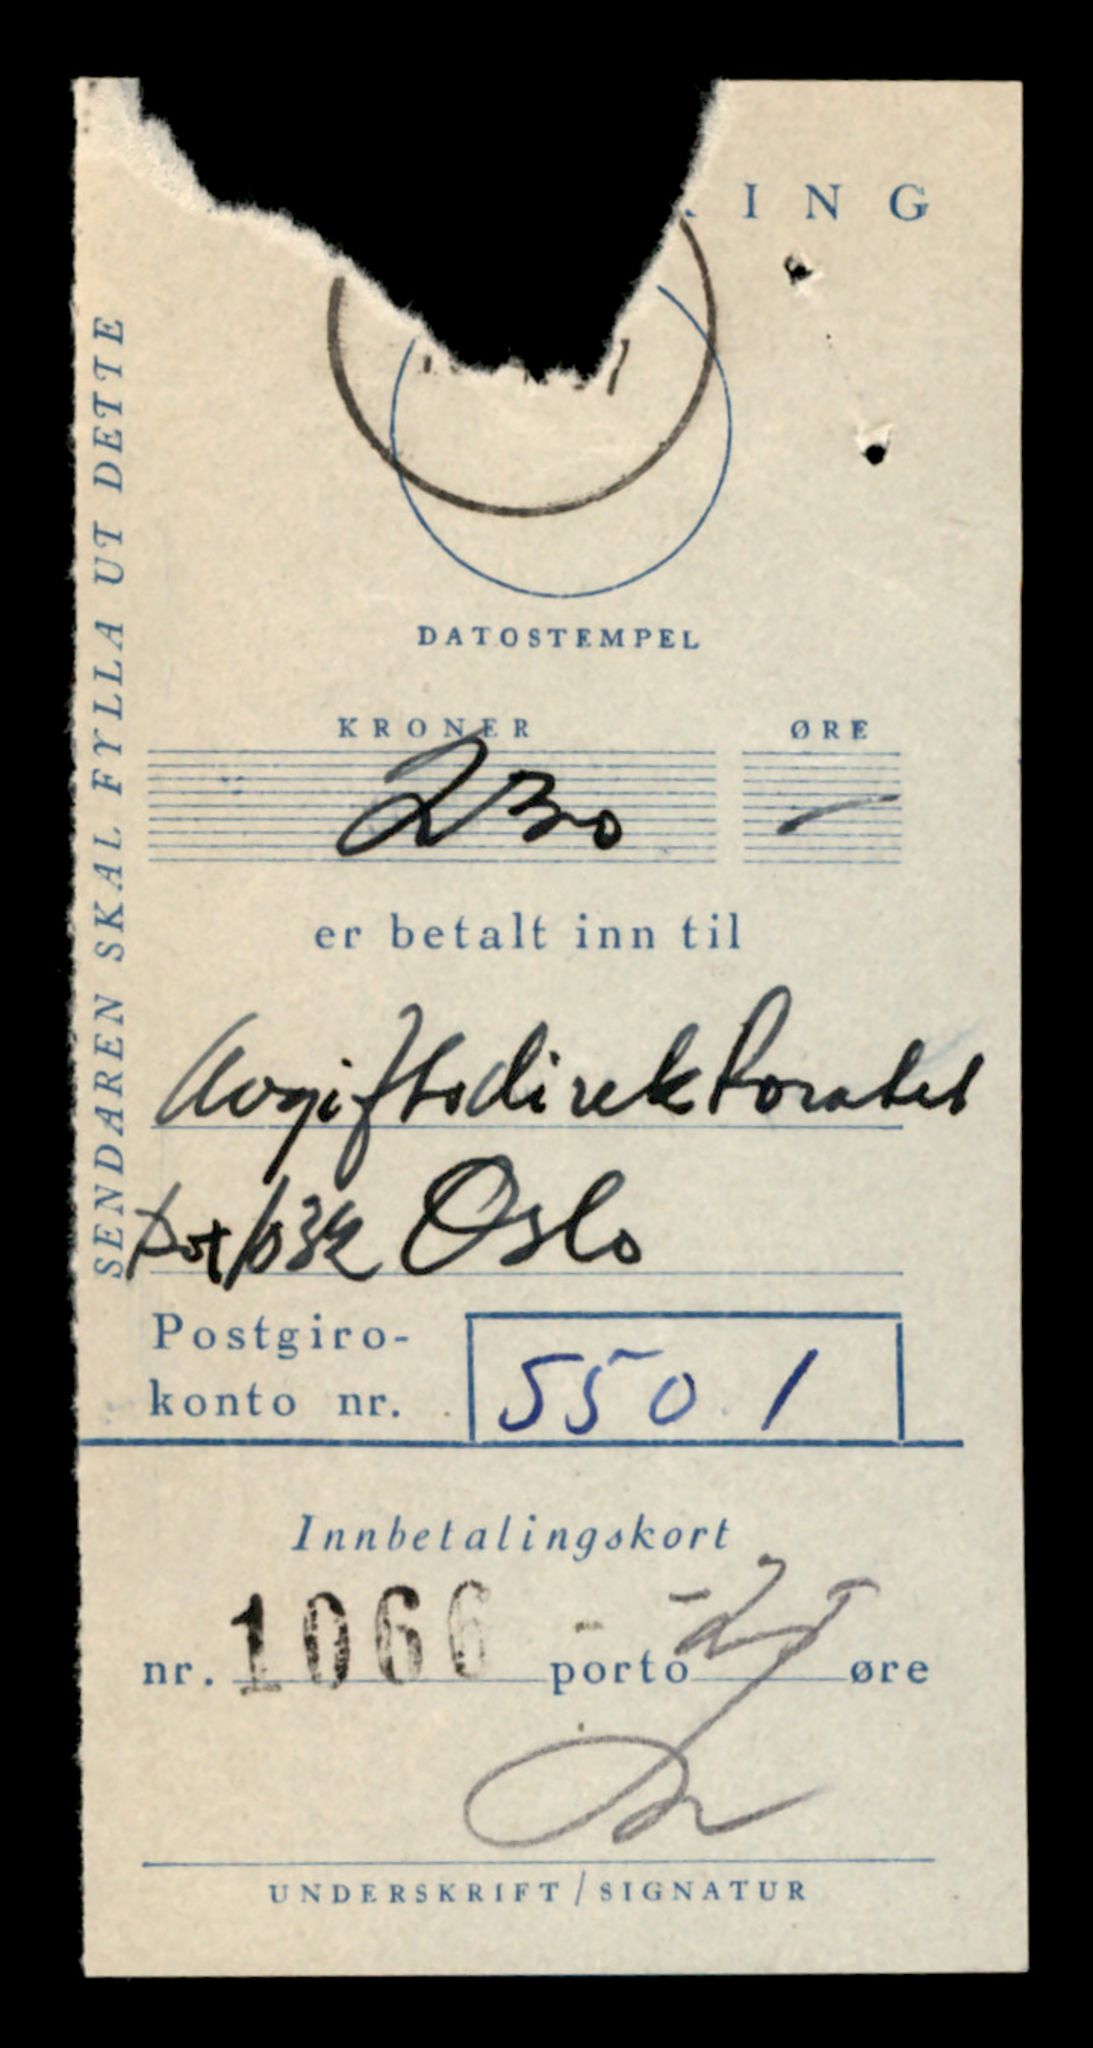 ING
SENDAREN SKAL FYLLA UT DETTE
DATOSTEMPEL
KRONER ØRE
230 –
er betalt inn til
Avgiftsdirektoratet
Oslo
Postgiro-
konto nr. 5501
Innbetalingskort
nr. 1066 - porto -25 øre
UNDERSKRIFT/SIGNATUR